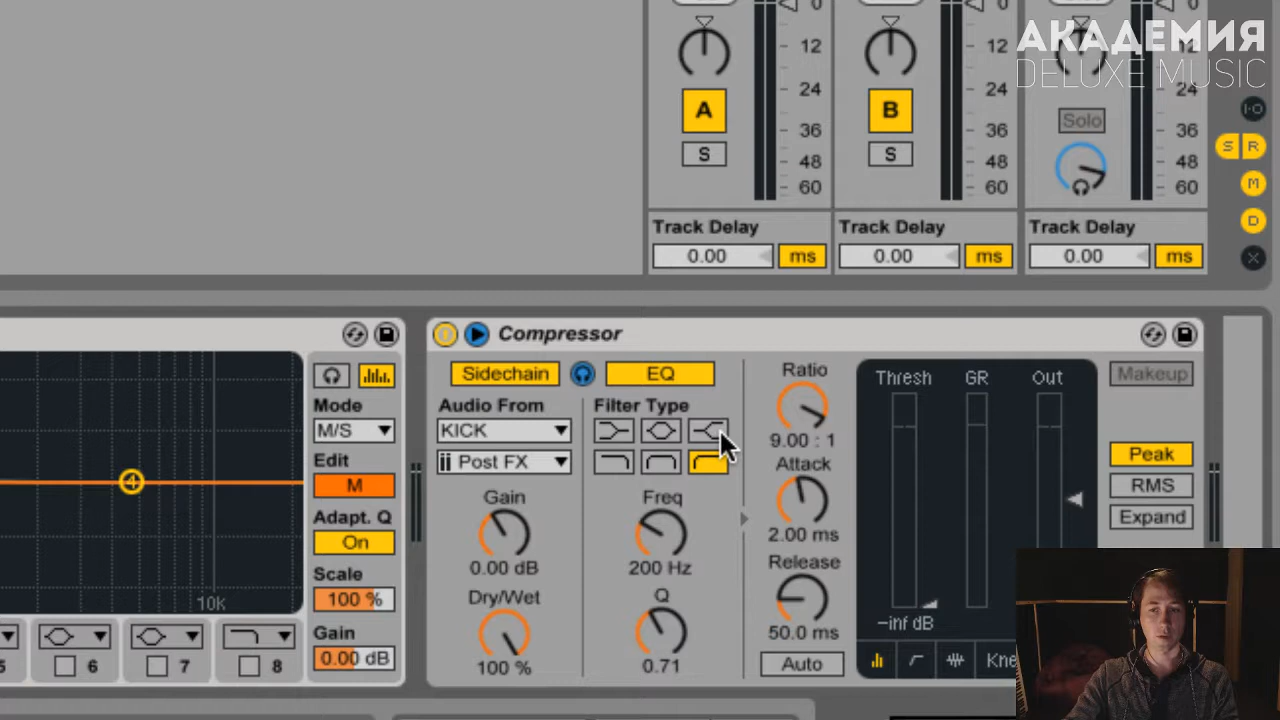 АКАДЕМИЯ
DELUXE MUSIC
0 0 0
12 12 12
24 24 24
A B Solo
36 36 36
S S
48 48 48
60 60 60
I·O
S R
M
D
X
Track Delay Track Delay Track Delay
0.00 ms 0.00 ms 0.00 ms
Compressor
Sidechain EQ
Ratio
Thresh GR Out
Makeup
Mode
Audio From
Filter Type
M/S
KICK
9.00 : 1
Edit
Post FX
Attack
Peak
M
4
RMS
Adapt. Q
Gain
Freq
Expand
On
2.00 ms
Scale
0.00 dB
200 Hz
Release
100 %
10k
Dry/Wet
Q
-inf dB
Gain
50.0 ms
0.00 dB
5 6 7 8
100 %
0.71
Auto
Kne